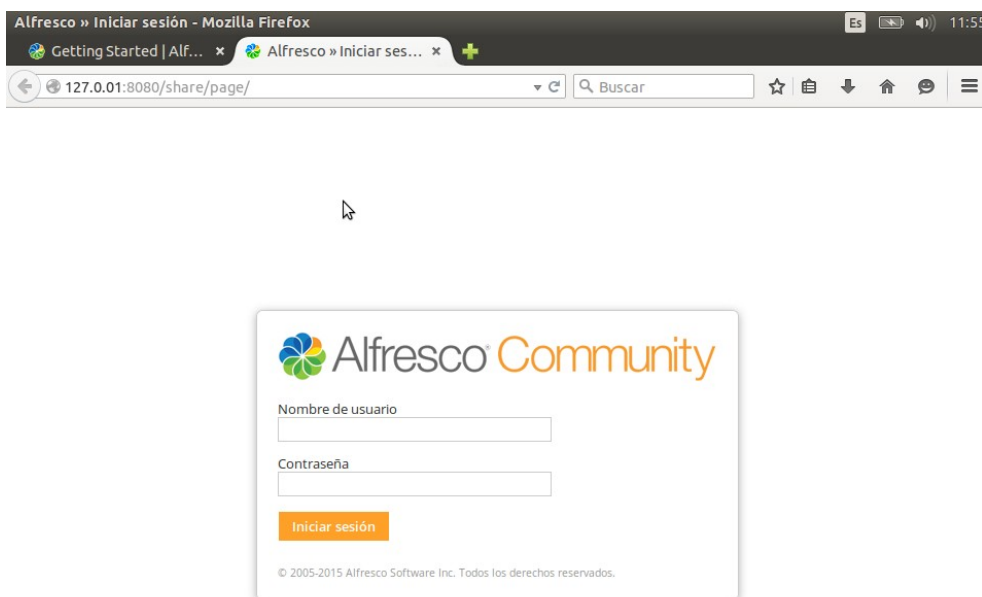 Alfresco » Iniciar sesión - Mozilla Firefox Es 11:55
Getting Started | Alf... × Alfresco » Iniciar ses... ×
127.0.01:8080/share/page/ Buscar
Alfresco Community
Nombre de usuario
Contraseña
Iniciar sesión
© 2005-2015 Alfresco Software Inc. Todos los derechos reservados.